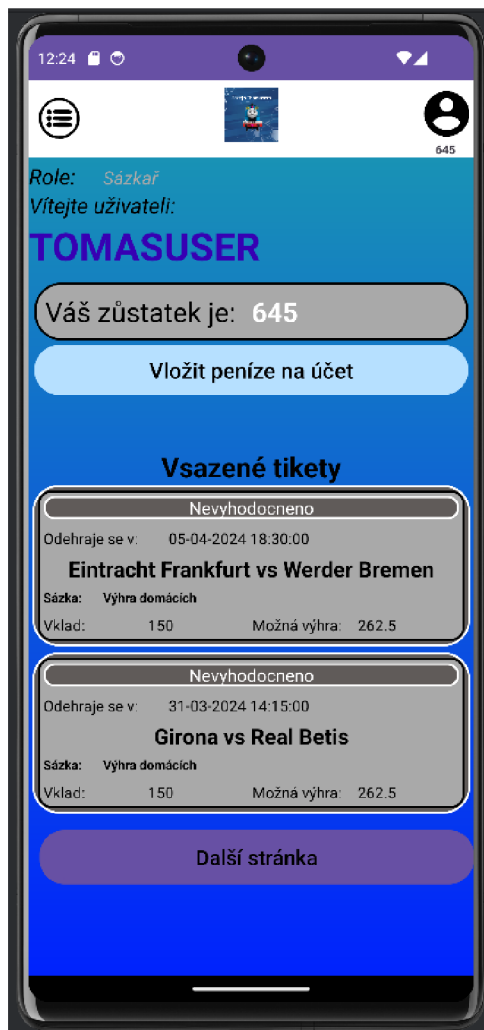 12:24
645
Role: Sázkař
Vítejte uživateli:
TOMASUSER
Váš zůstatek je: 645
Vložit peníze na účet
Vsazené tikety
Nevyhodocneno
Odehraje se v: 05-04-2024 18:30:00
Eintracht Frankfurt vs Werder Bremen
Sázka: Výhra domácích
Vklad: 150 Možná výhra: 262.5
Nevyhodocneno
Odehraje se v: 31-03-2024 14:15:00
Girona vs Real Betis
Sázka: Výhra domácích
Vklad: 150 Možná výhra: 262.5
Další stránka